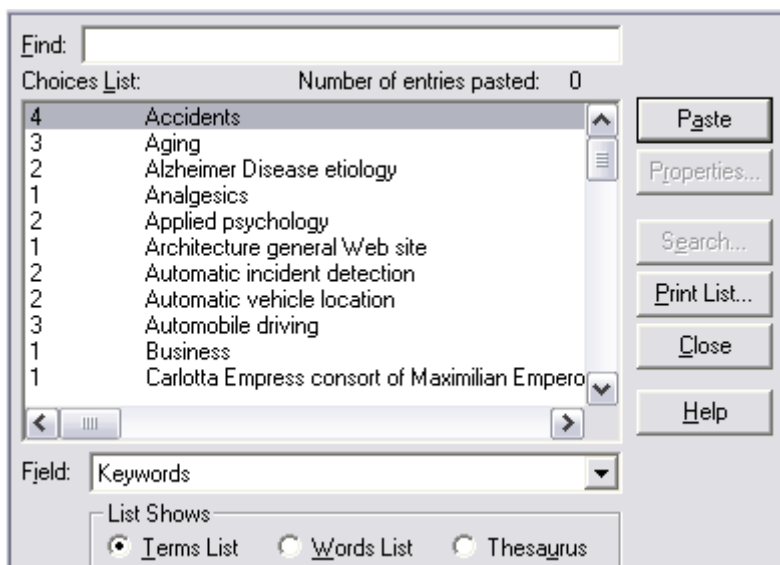 Find:
Choices List: Number of entries pasted: 0
4 Accidents
3 Aging
2 Alzheimer Disease etiology
1 Analgesics
2 Applied psychology
1 Architecture general Web site
2 Automatic incident detection
2 Automatic vehicle location
3 Automobile driving
1 Business
1 Carlotta Empress consort of Maximilian Empero
Paste
Properties...
Search...
Print List...
Close
Help
Field: Keywords
List Shows
Terms List Words List Thesaurus